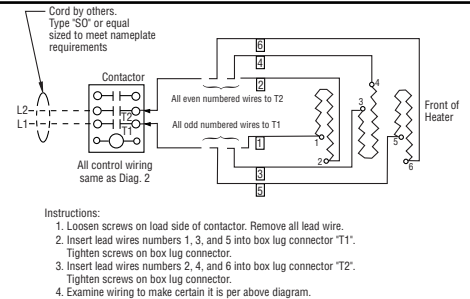 Cord by others.
Type "SO" or equal
sized to meet nameplate
requirements
Contactor
L2
L1
T2
T1
All control wiring
same as Diag. 2
6
4
2
All even numbered wires to T2
All odd numbered wires to T1
1
3
5
1
2
3
4
5
6
Front of
Heater
Instructions:
1. Loosen screws on load side of contactor. Remove all lead wire.
2. Insert lead wires numbers 1, 3, and 5 into box lug connector "T1".
Tighten screws on box lug connector.
3. Insert lead wires numbers 2, 4, and 6 into box lug connector "T2".
Tighten screws on box lug connector.
4. Examine wiring to make certain it is per above diagram.